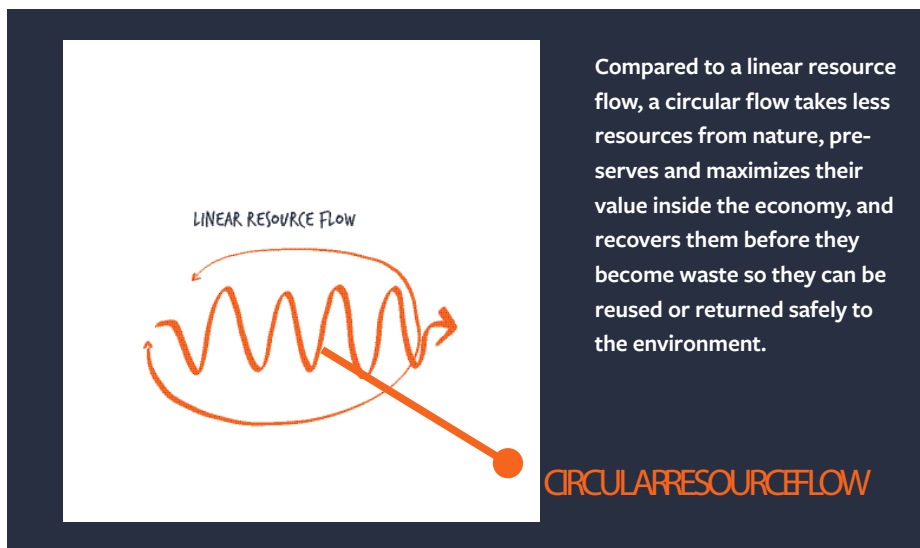 LINEAR RESOURCE FLOW
Compared to a linear resource
flow, a circular flow takes less
resources from nature, pre-
serves and maximizes their
value inside the economy, and
recovers them before they
become waste so they can be
reused or returned safely to
the environment.
CIRCULARRESOURCEFLOW